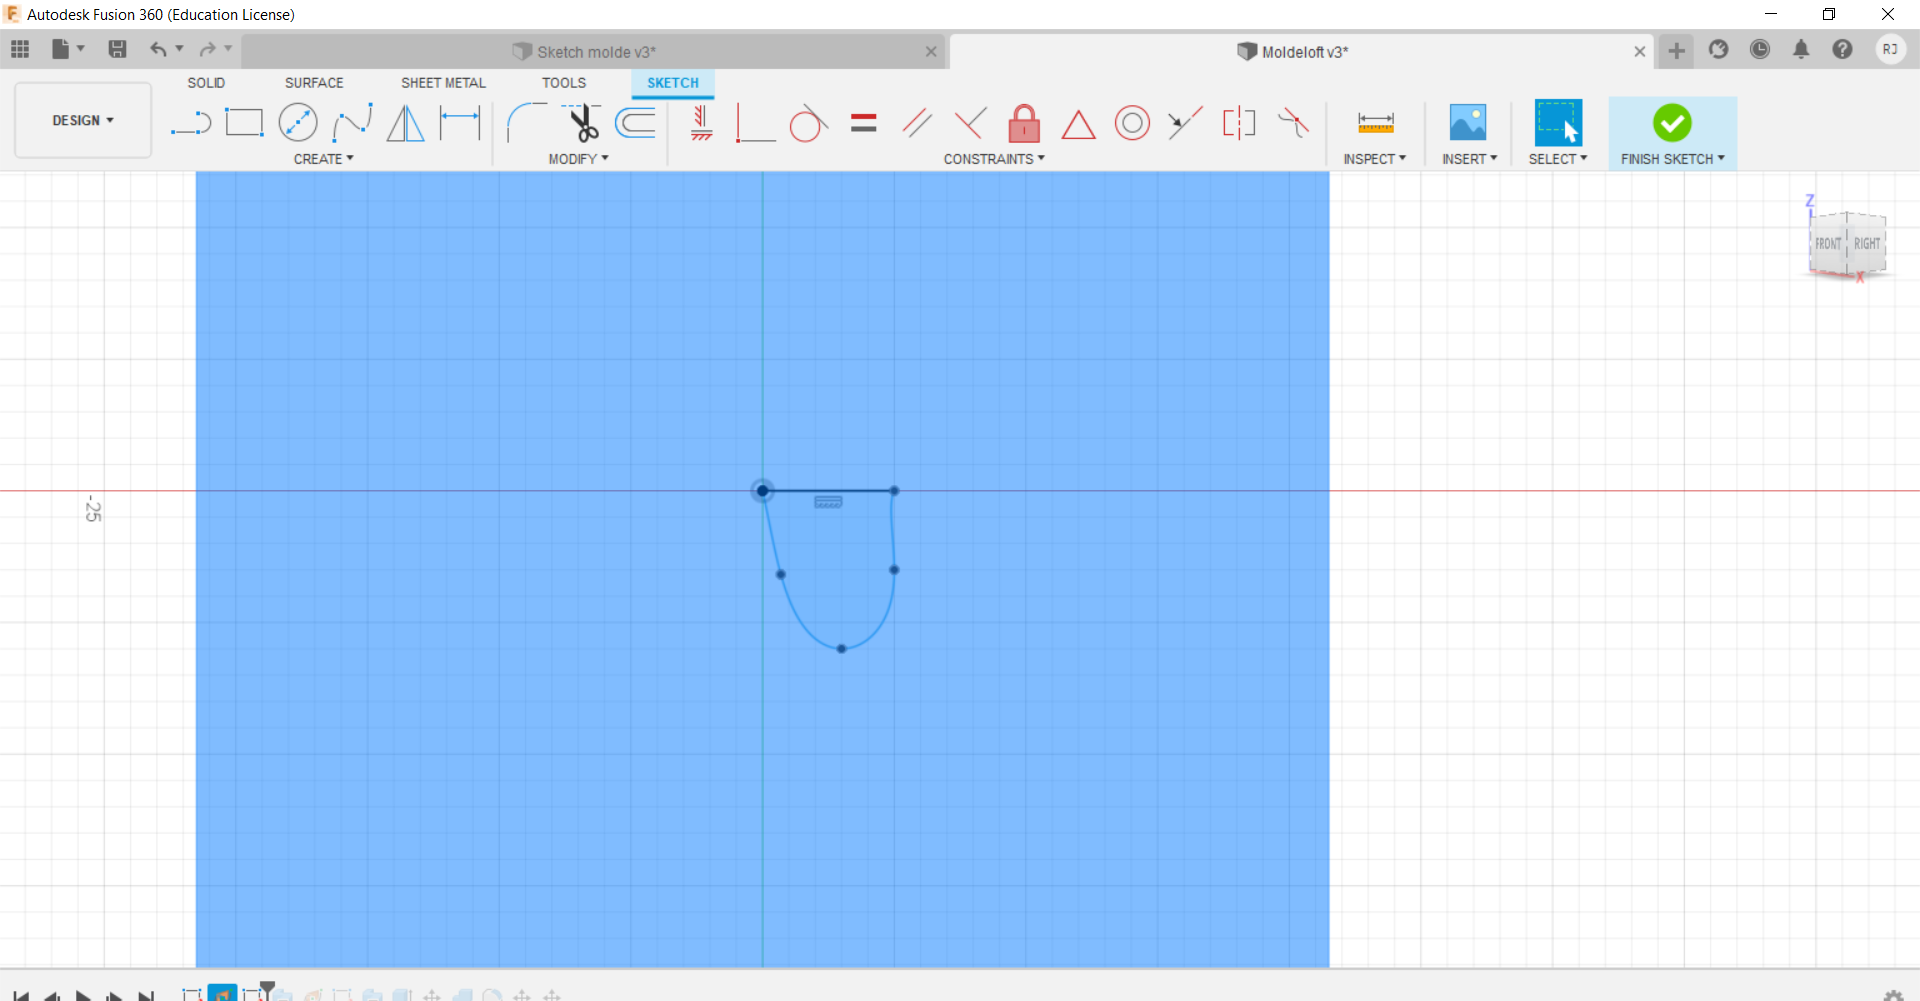 Autodesk Fusion 360 (Education License)
Sketch molde v3*
Moldeloft v3*
RJ
SOLID
SURFACE
SHEET METAL
TOOLS
SKETCH
DESIGN
CREATE
MODIFY
CONSTRAINTS
INSPECT
INSERT
SELECT
FINISH SKETCH
Z
FRONT
RIGHT
X
-25